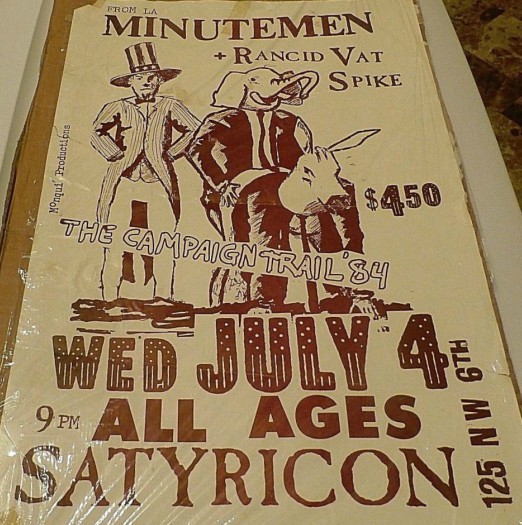 FROM LA
MINUTEMEN
+ RANCID VAT
SPIKE
Monqui Productions
$4.50
THE CAMPAIGN TRAIL '84
WED JULY 4
9 PM ALL AGES
SATYRICON
125 NW 6TH